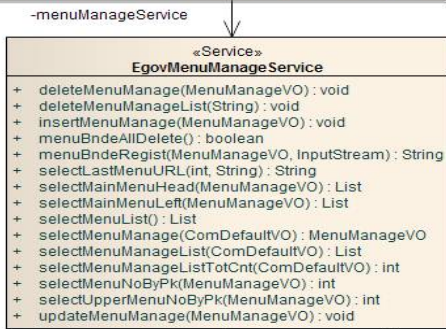 -menuManageService
«Service»
EgovMenuManageService
+ deleteMenuManage(MenuManageVO) : void
+ deleteMenuManageList(String) : void
+ insertMenuManage(MenuManageVO) : void
+ menuBndeAllDelete() : boolean
+ menuBndeRegist(MenuManageVO, InputStream) : String
+ selectLastMenuURL(int, String) : String
+ selectMainMenuHead(MenuManageVO) : List
+ selectMainMenuLeft(MenuManageVO) : List
+ selectMenuList() : List
+ selectMenuManage(ComDefaultVO) : MenuManageVO
+ selectMenuManageList(ComDefaultVO) : List
+ selectMenuManageListTotCnt(ComDefaultVO) : int
+ selectMenuNoByPk(MenuManageVO) : int
+ selectUpperMenuNoByPk(MenuManageVO) : int
+ updateMenuManage(MenuManageVO) : void